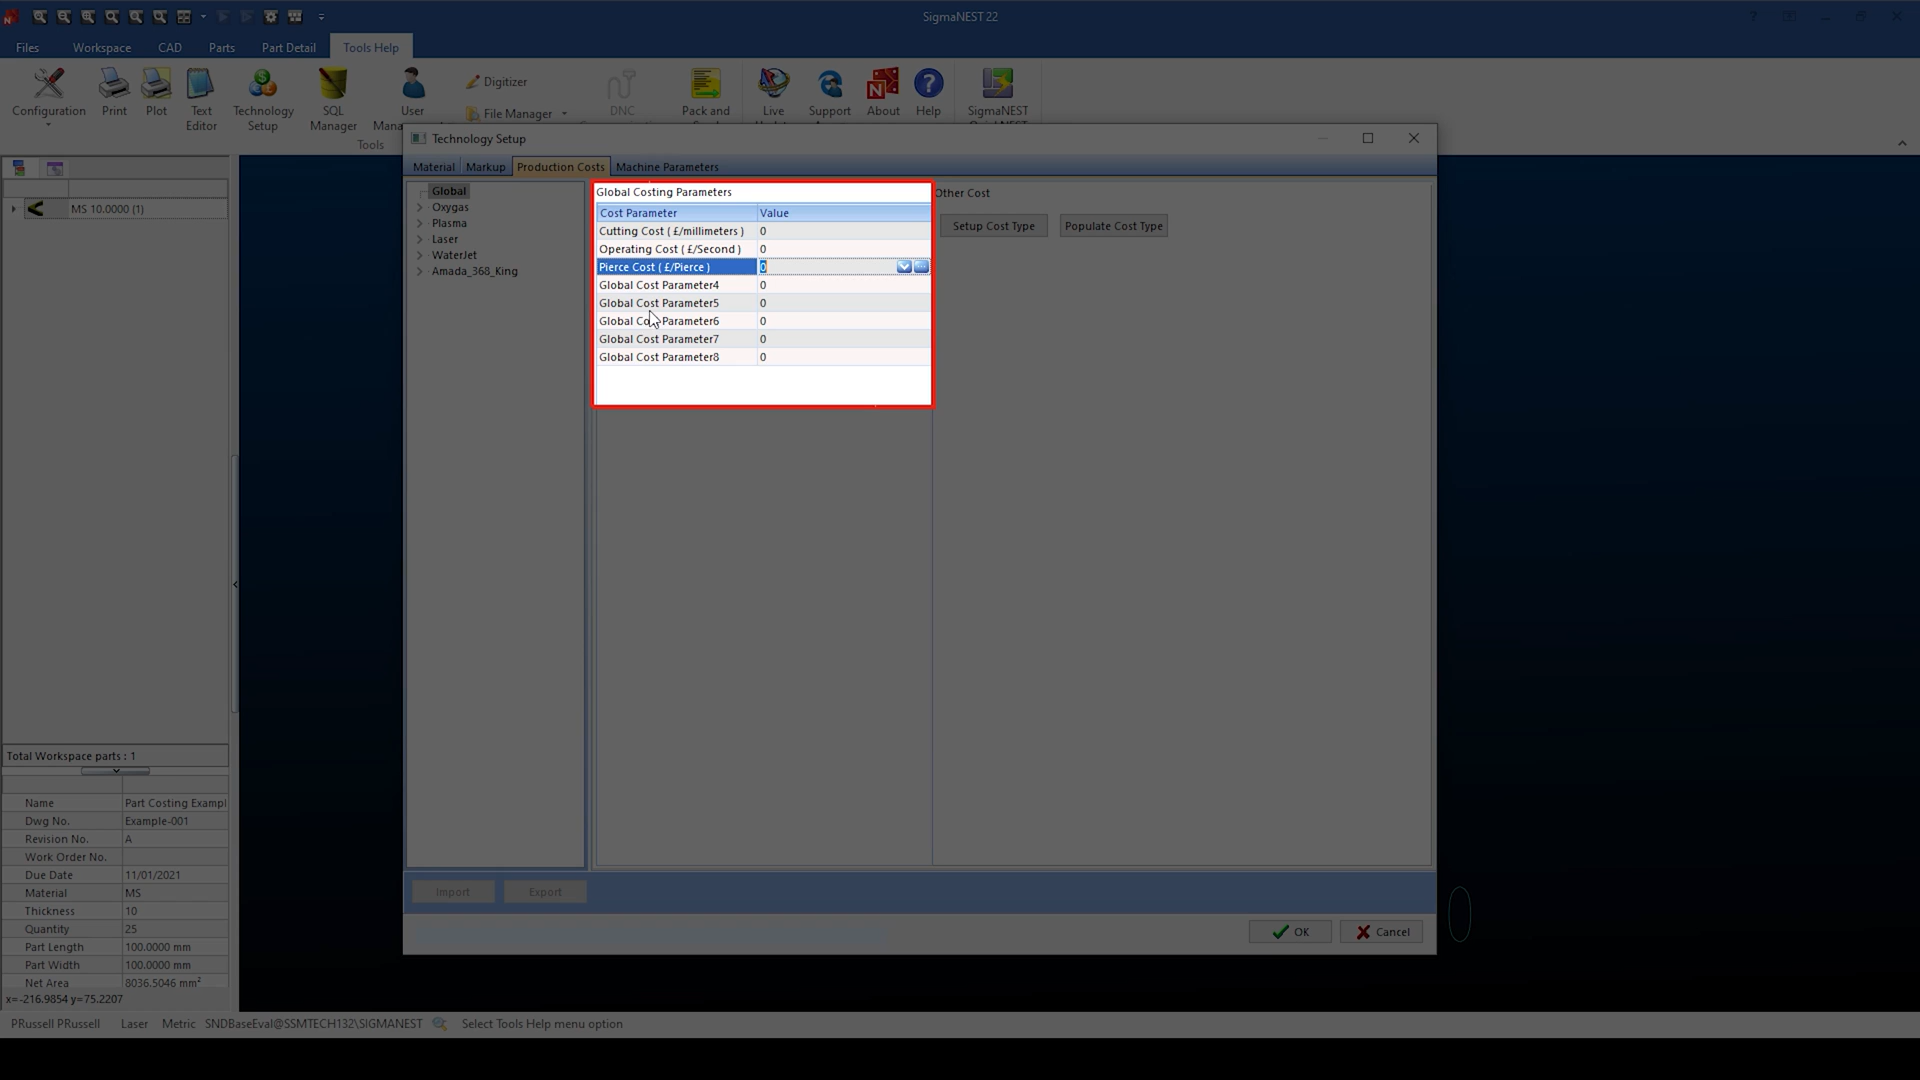 SigmaNEST 22
Files Workspace CAD Parts Part Detail Tools Help
Configuration Print Plot Text Editor Technology Setup SQL Manager User Digitizer File Manager DNC Pack and Live Support About Help SigmaNEST
Tools
Technology Setup
Material Markup Production Costs Machine Parameters
Global
Oxygas
Plasma
Laser
WaterJet
Amada_368_King
Global Costing Parameters
Cost Parameter Value
Cutting Cost ( £/millimeters ) 0
Operating Cost ( £/Second ) 0
Pierce Cost ( £/Pierce ) 0
Global Cost Parameter4 0
Global Cost Parameter5 0
Global Cost Parameter6 0
Global Cost Parameter7 0
Global Cost Parameter8 0
Other Cost
Setup Cost Type Populate Cost Type
Import Export
OK Cancel
MS 10.0000 (1)
Total Workspace parts : 1
Name Part Costing Exampl
Dwg No. Example-001
Revision No. A
Work Order No.
Due Date 11/01/2021
Material MS
Thickness 10
Quantity 25
Part Length 100.0000 mm
Part Width 100.0000 mm
Net Area 8036.5046 mm²
x=-216.9854 y=75.2207
PRussell PRussell Laser Metric SNDBaseEval@SSMTECH132\SIGMANEST Select Tools Help menu option